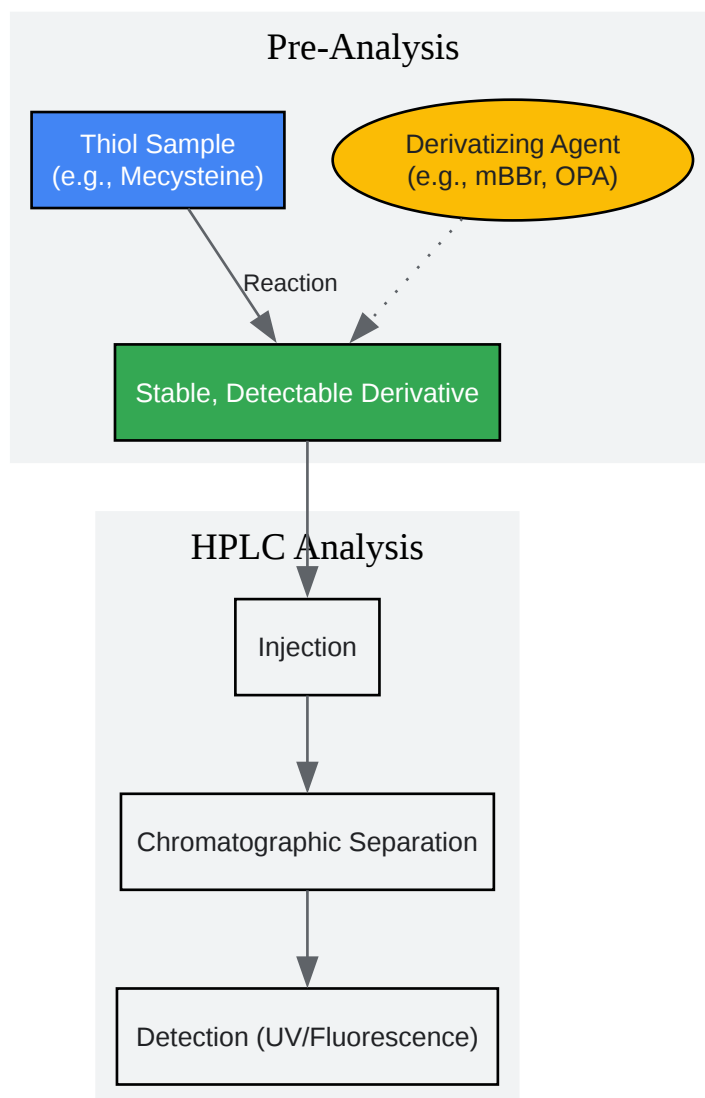 Pre-Analysis
Thiol Sample
(e.g., Mecysteine)
Derivatizing Agent
(e.g., mBBr, OPA)
Reaction
Stable, Detectable Derivative
HPLC Analysis
Injection
Chromatographic Separation
Detection (UV/Fluorescence)